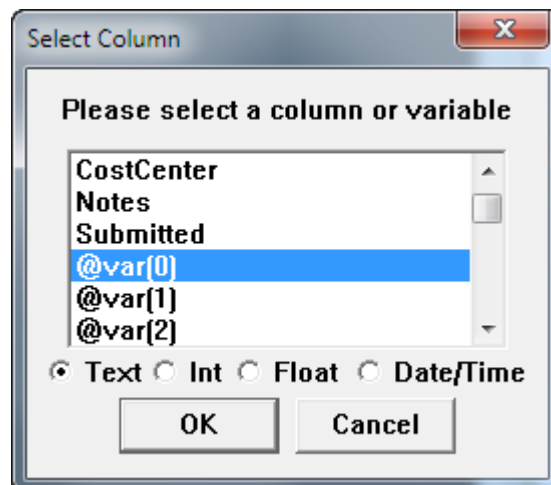 Select Column
Please select a column or variable
CostCenter
Notes
Submitted
@var(0)
@var(1)
@var(2)
Text Int Float Date/Time
OK Cancel